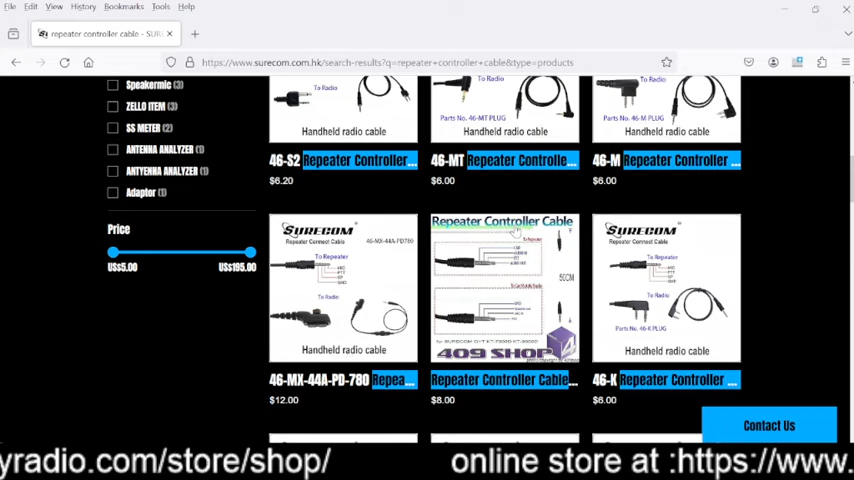 File Edit View History Bookmarks Tools Help
repeater controller cable - SURE
https://www.surecom.com.hk/search-results?q=repeater+controller+cable&type=products
Speakermic (3)
ZELLO ITEM (3)
SS METER (2)
ANTENNA ANALYZER (1)
ANTYENNA ANALYZER (1)
Adaptor (1)
Price
US$5.00 US$195.00
To Radio
Handheld radio cable
46-S2 Repeater Controller...
$6.20
To Radio
Parts No. 46-MT PLUG
Handheld radio cable
46-MT Repeater Controlle...
$6.00
To Radio
Parts No. 46-M PLUG
Handheld radio cable
46-M Repeater Controller ...
$6.00
SURECOM
46-MX-44A-PD780
Repeater Connect Cable
To Repeater
To Radio
Handheld radio cable
46-MX-44A-PD-780 Repea...
$12.00
Repeater Controller Cable
To Repeater
50CM
409 SHOP
Repeater Controller Cable...
$8.00
SURECOM
Repeater Connect Cable
To Repeater
To Radio
Parts No. 46-K PLUG
Handheld radio cable
46-K Repeater Controller ...
$6.00
Contact Us
yradio.com/store/shop/ online store at :https://www.